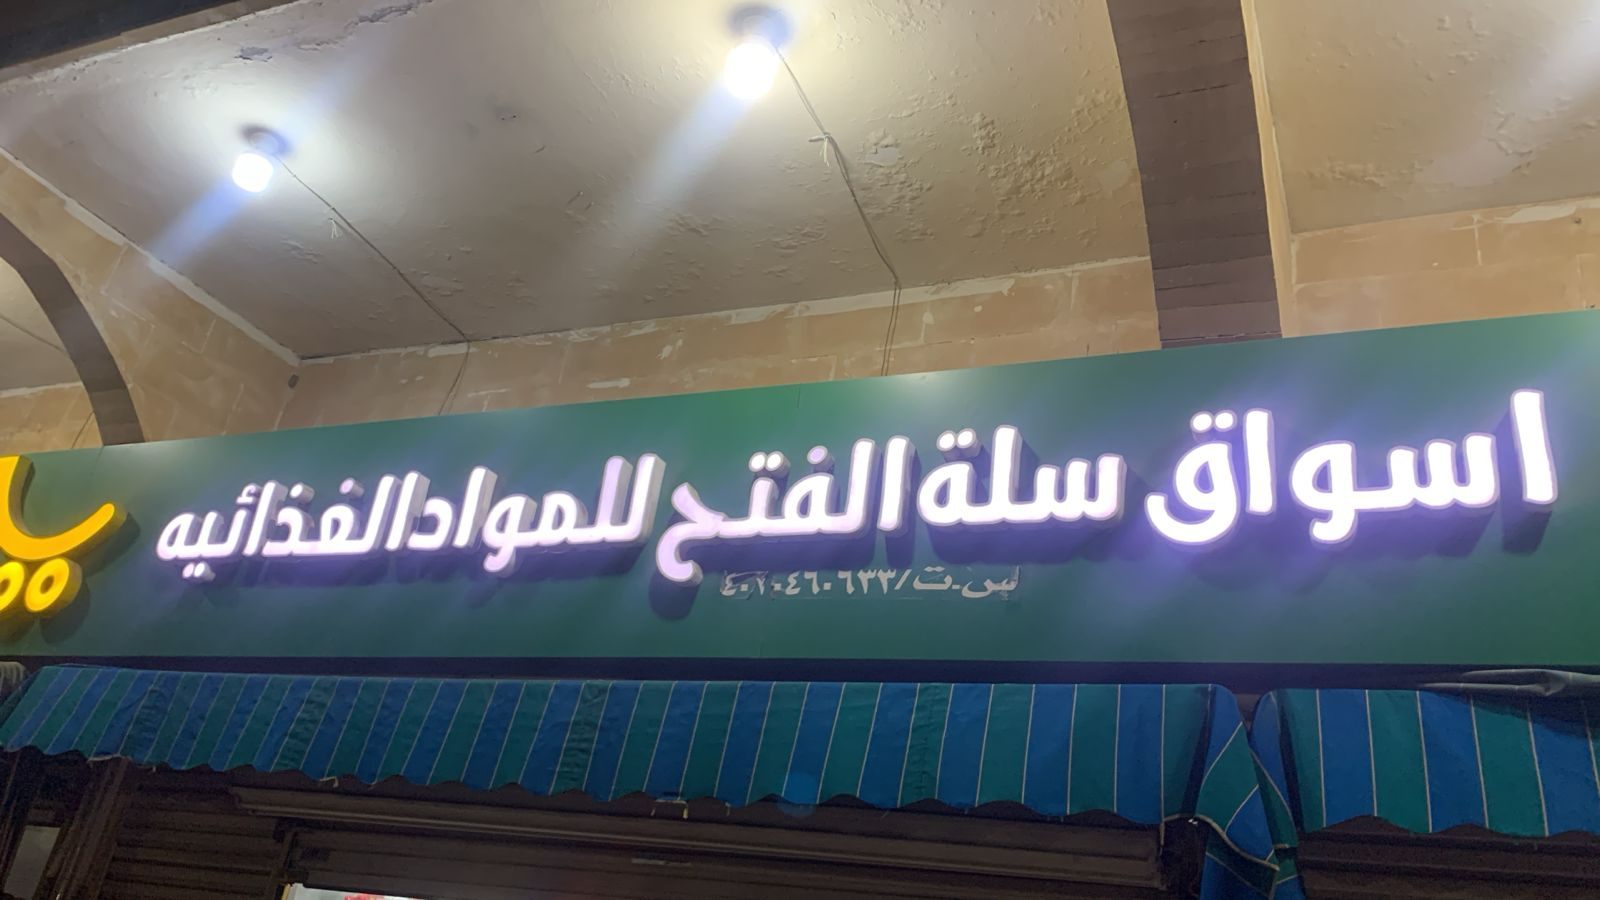 اسواق سلة الفتح للمواد الغذائيه
س.ت/٤٠٢٠٤٦٠٦٣٣